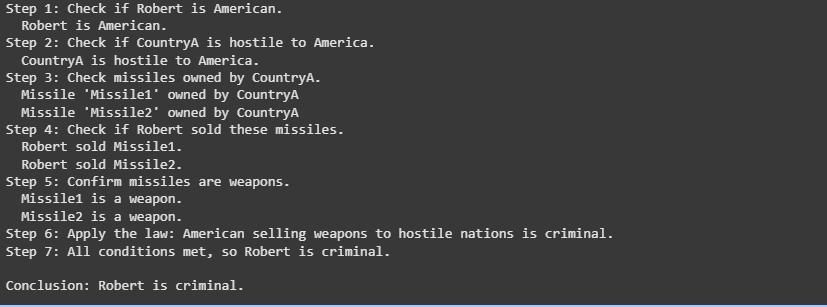 Step 1: Check if Robert is American.
  Robert is American.
Step 2: Check if CountryA is hostile to America.
  CountryA is hostile to America.
Step 3: Check missiles owned by CountryA.
  Missile 'Missile1' owned by CountryA
  Missile 'Missile2' owned by CountryA
Step 4: Check if Robert sold these missiles.
  Robert sold Missile1.
  Robert sold Missile2.
Step 5: Confirm missiles are weapons.
  Missile1 is a weapon.
  Missile2 is a weapon.
Step 6: Apply the law: American selling weapons to hostile nations is criminal.
Step 7: All conditions met, so Robert is criminal.

Conclusion: Robert is criminal.